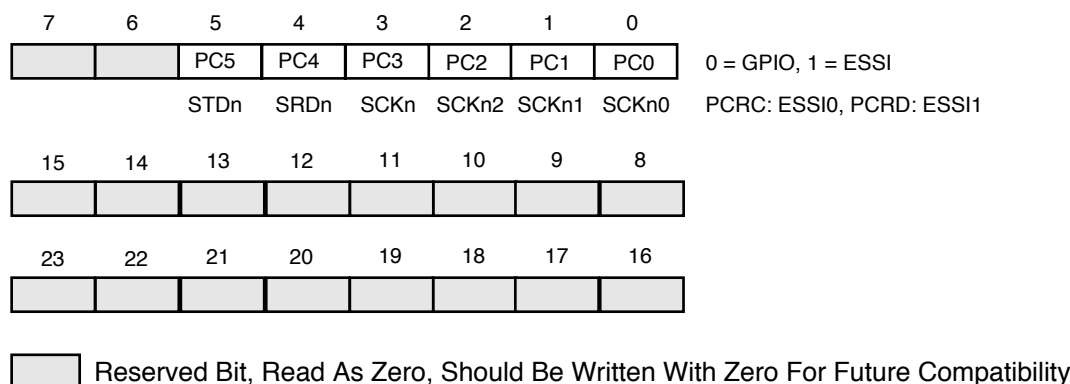 7 6 5 4 3 2 1 0
PC5 PC4 PC3 PC2 PC1 PC0 0 = GPIO, 1 = ESSI
STDn SRDn SCKn SCKn2 SCKn1 SCKn0 PCRC: ESSI0, PCRD: ESSI1
15 14 13 12 11 10 9 8
23 22 21 20 19 18 17 16
Reserved Bit, Read As Zero, Should Be Written With Zero For Future Compatibility